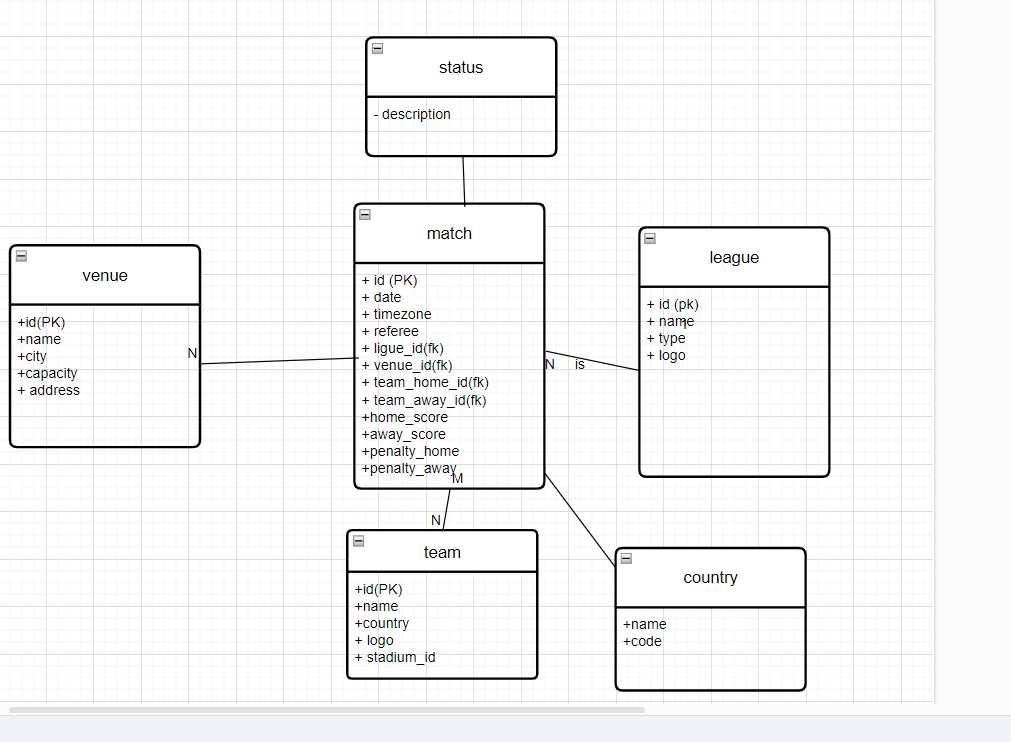 status
- description
match
+ id (PK)
+ date
+ timezone
+ referee
+ ligue_id(fk)
+ venue_id(fk)
+ team_home_id(fk)
+ team_away_id(fk)
+home_score
+away_score
+penalty_home
+penalty_away
M
venue
+id(PK)
+name
+city
+capacity
+ address
N
N
is
league
+ id (pk)
+ name
+ type
+ logo
N
team
+id(PK)
+name
+country
+ logo
+ stadium_id
country
+name
+code